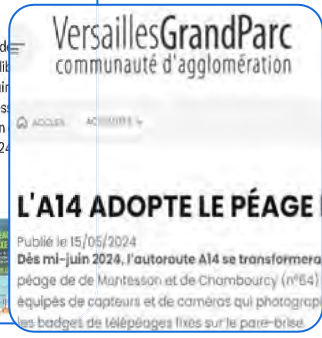 VersaillesGrandParc
communauté d'agglomération
ACCUEIL ACTUALITÉS
L'A14 ADOPTE LE PÉAGE
Publié le 15/05/2024
Dès mi-juin 2024, l'autoroute A14 se transformera
péage de de Montesson et de Chambourcy (n°64)
équipés de capteurs et de caméras qui photograp
les badges de télépéages fixés sur le pare-brise.